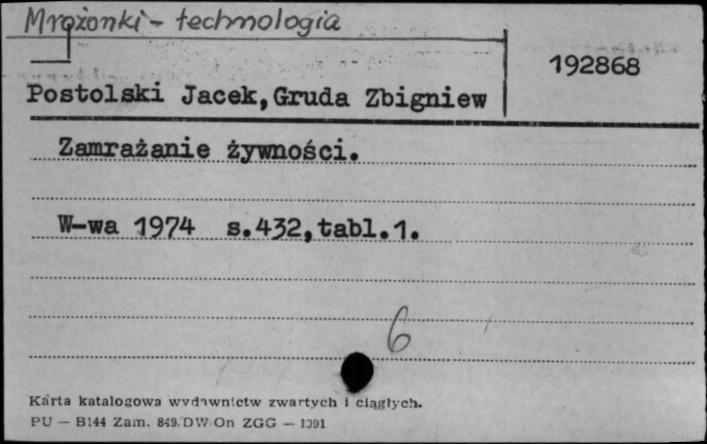 Mrożonki - technologia
192868
Postolski Jacek, Gruda Zbigniew
Zamrażanie żywności.
W-wa 1974 s.432,tabl.1.
6
Karta katalogowa wydawnictw zwartych i ciągłych.
PU — B144 Zam. 849. DW On ZGG — 1391